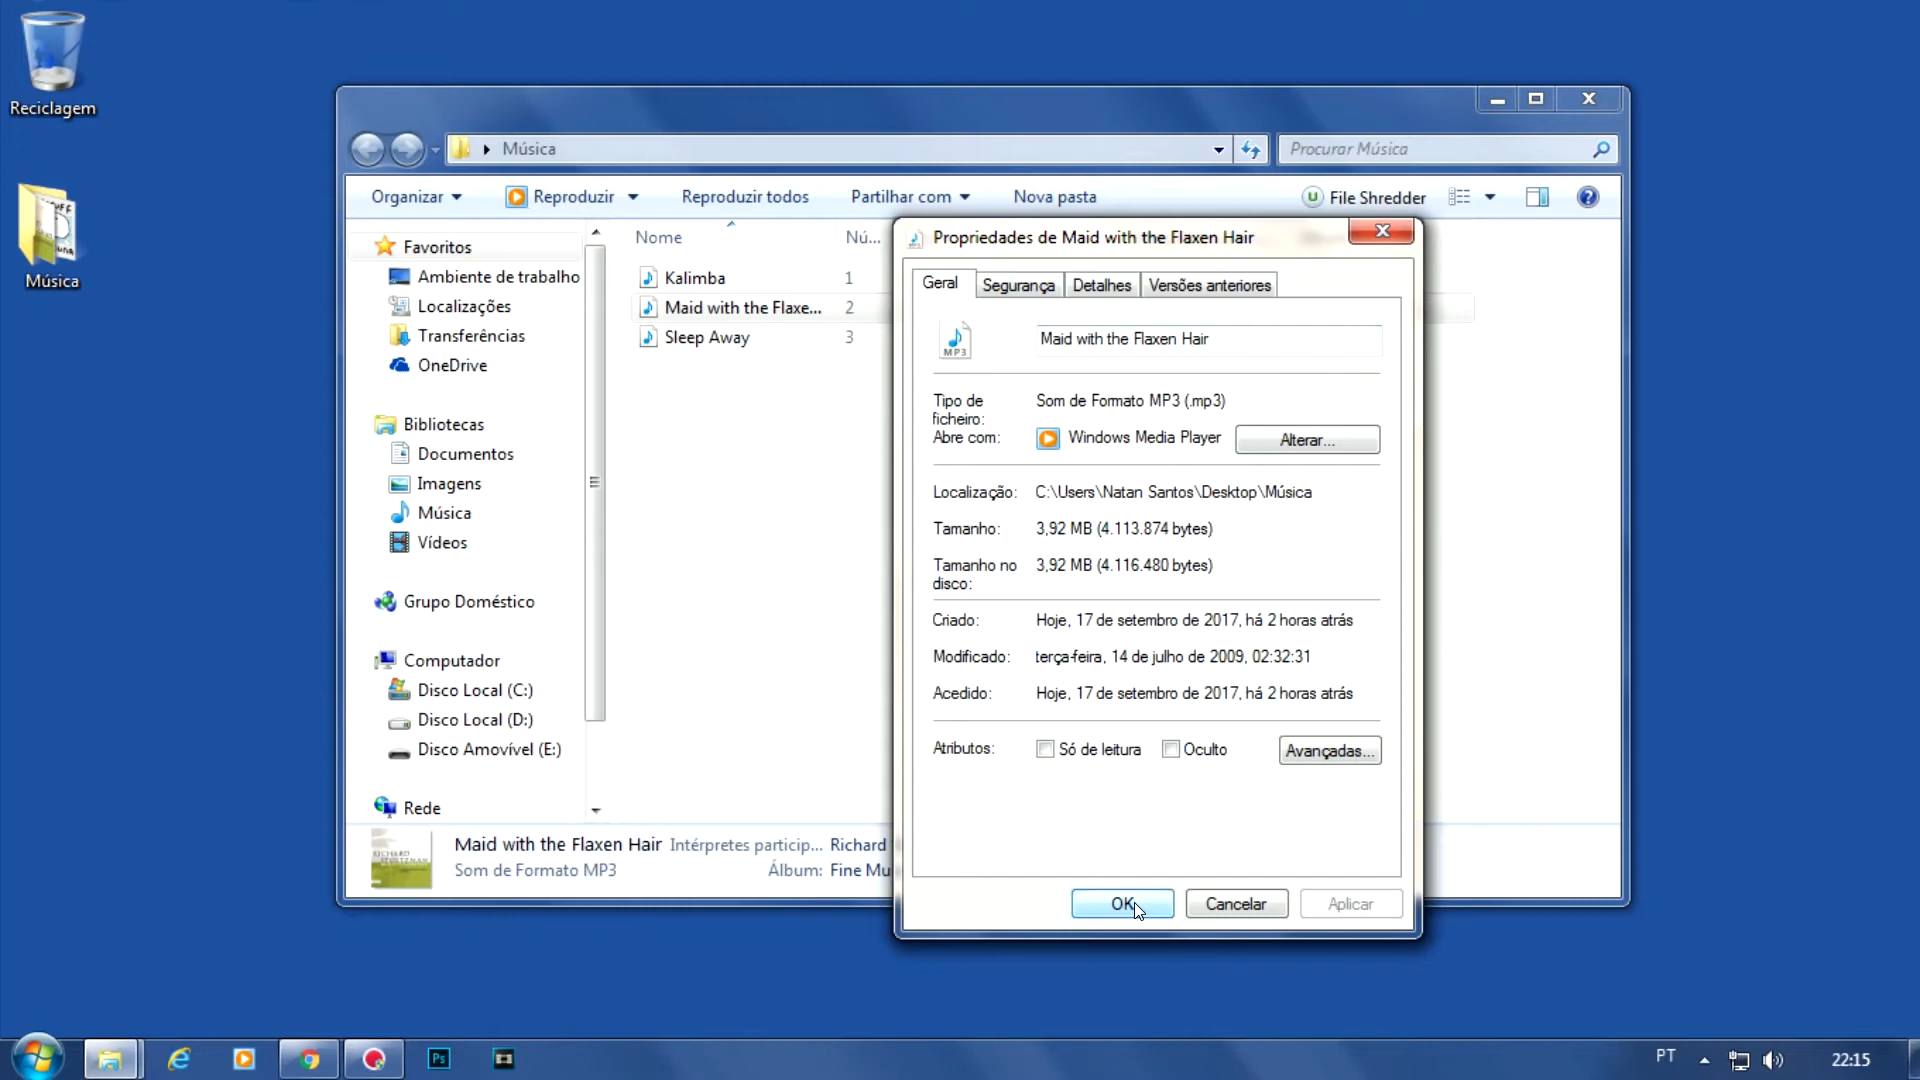 Reciclagem
Música
Música
Procurar Música
Organizar
Reproduzir
Reproduzir todos
Partilhar com
Nova pasta
File Shredder
Favoritos
Ambiente de trabalho
Localizações
Transferências
OneDrive
Bibliotecas
Documentos
Imagens
Música
Vídeos
Grupo Doméstico
Computador
Disco Local (C:)
Disco Local (D:)
Disco Amovível (E:)
Rede
Nome Nú...
Kalimba 1
Maid with the Flaxe... 2
Sleep Away 3
Maid with the Flaxen Hair Intérpretes particip... Richard
Som de Formato MP3 Álbum: Fine Mu
Propriedades de Maid with the Flaxen Hair
Geral Segurança Detalhes Versões anteriores
MP3
Maid with the Flaxen Hair
Tipo de ficheiro: Som de Formato MP3 (.mp3)
Abre com: Windows Media Player Alterar...
Localização: C:\Users\Natan Santos\Desktop\Música
Tamanho: 3,92 MB (4.113.874 bytes)
Tamanho no disco: 3,92 MB (4.116.480 bytes)
Criado: Hoje, 17 de setembro de 2017, há 2 horas atrás
Modificado: terça-feira, 14 de julho de 2009, 02:32:31
Acedido: Hoje, 17 de setembro de 2017, há 2 horas atrás
Atributos: Só de leitura Oculto Avançadas...
OK Cancelar Aplicar
Ps
PT
22:15